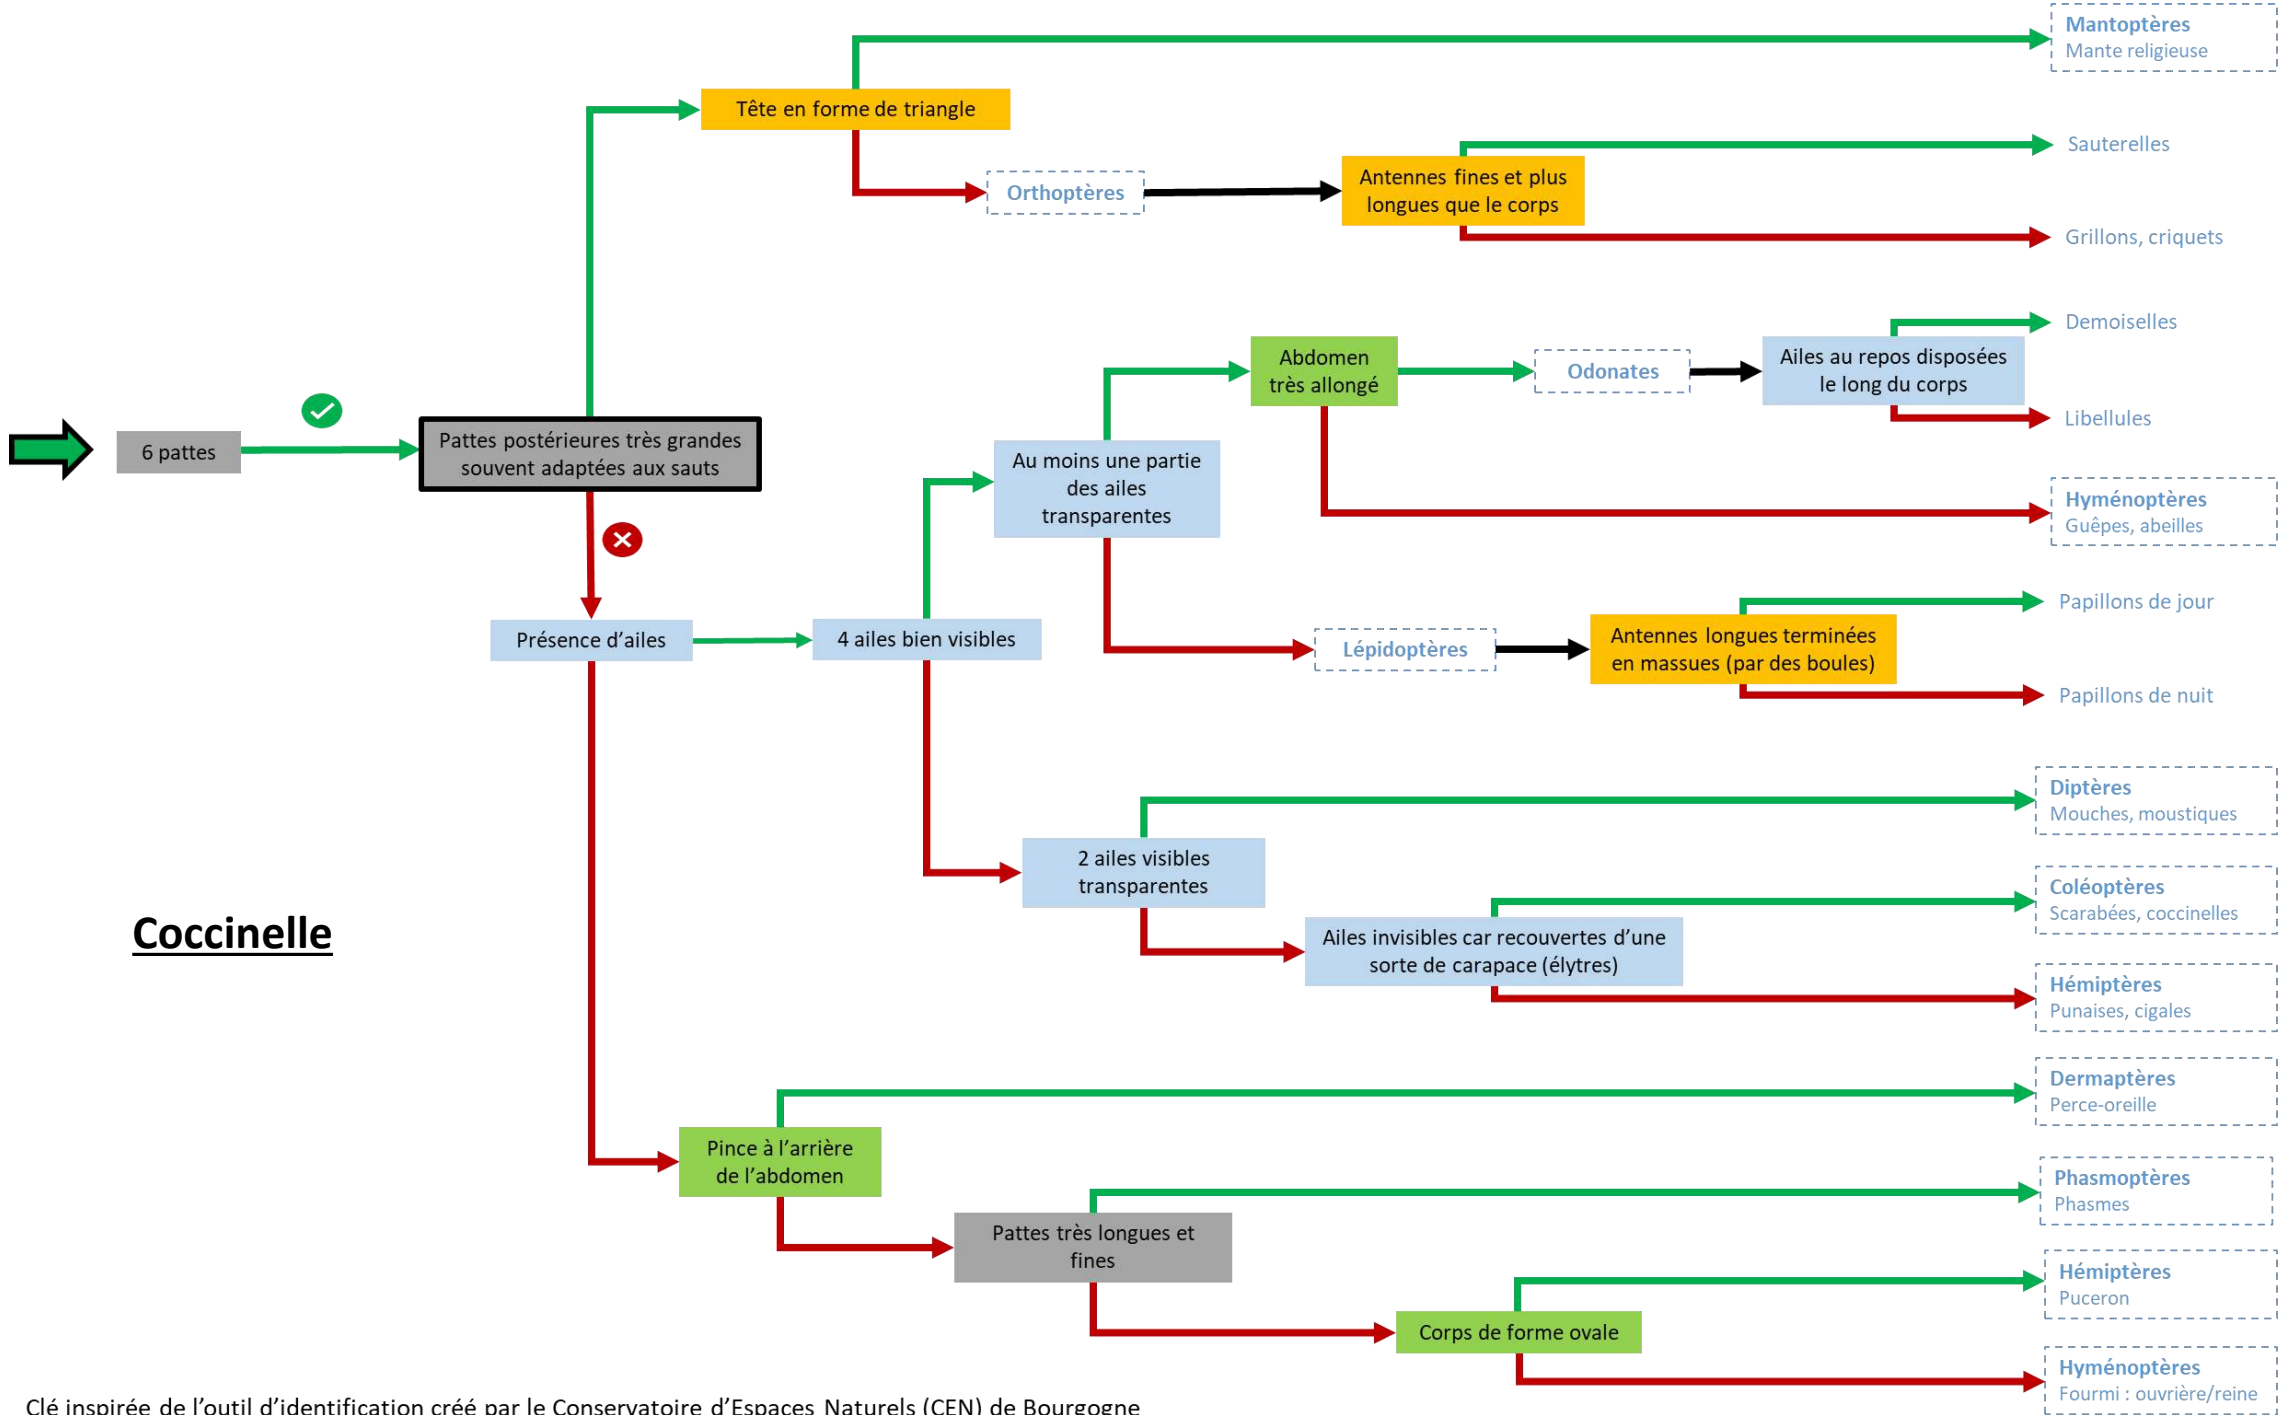 Mantoptères
Mante religieuse
Tête en forme de triangle
Sauterelles
Antennes fines et plus
longues que le corps
Orthoptères
Grillons, criquets
Demoiselles
Abdomen
très allongé
Odonates
Ailes au repos disposées
le long du corps
Libellules
6 pattes
Pattes postérieures très grandes
souvent adaptées aux sauts
Au moins une partie
des ailes
transparentes
Hyménoptères
Guêpes, abeilles
Papillons de jour
Présence d’ailes
4 ailes bien visibles
Lépidoptères
Antennes longues terminées
en massues (par des boules)
Papillons de nuit
Diptères
Mouches, moustiques
2 ailes visibles
transparentes
Coléoptères
Scarabées, coccinelles
Coccinelle
Ailes invisibles car recouvertes d’une
sorte de carapace (élytres)
Hémiptères
Punaises, cigales
Dermaptères
Perce-oreille
Pince à l’arrière
de l’abdomen
Phasmoptères
Phasmes
Pattes très longues et
fines
Hémiptères
Puceron
Corps de forme ovale
Hyménoptères
Fourmi : ouvrière/reine
Clé inspirée de l’outil d’identification créé par le Conservatoire d’Espaces Naturels (CEN) de Bourgogne